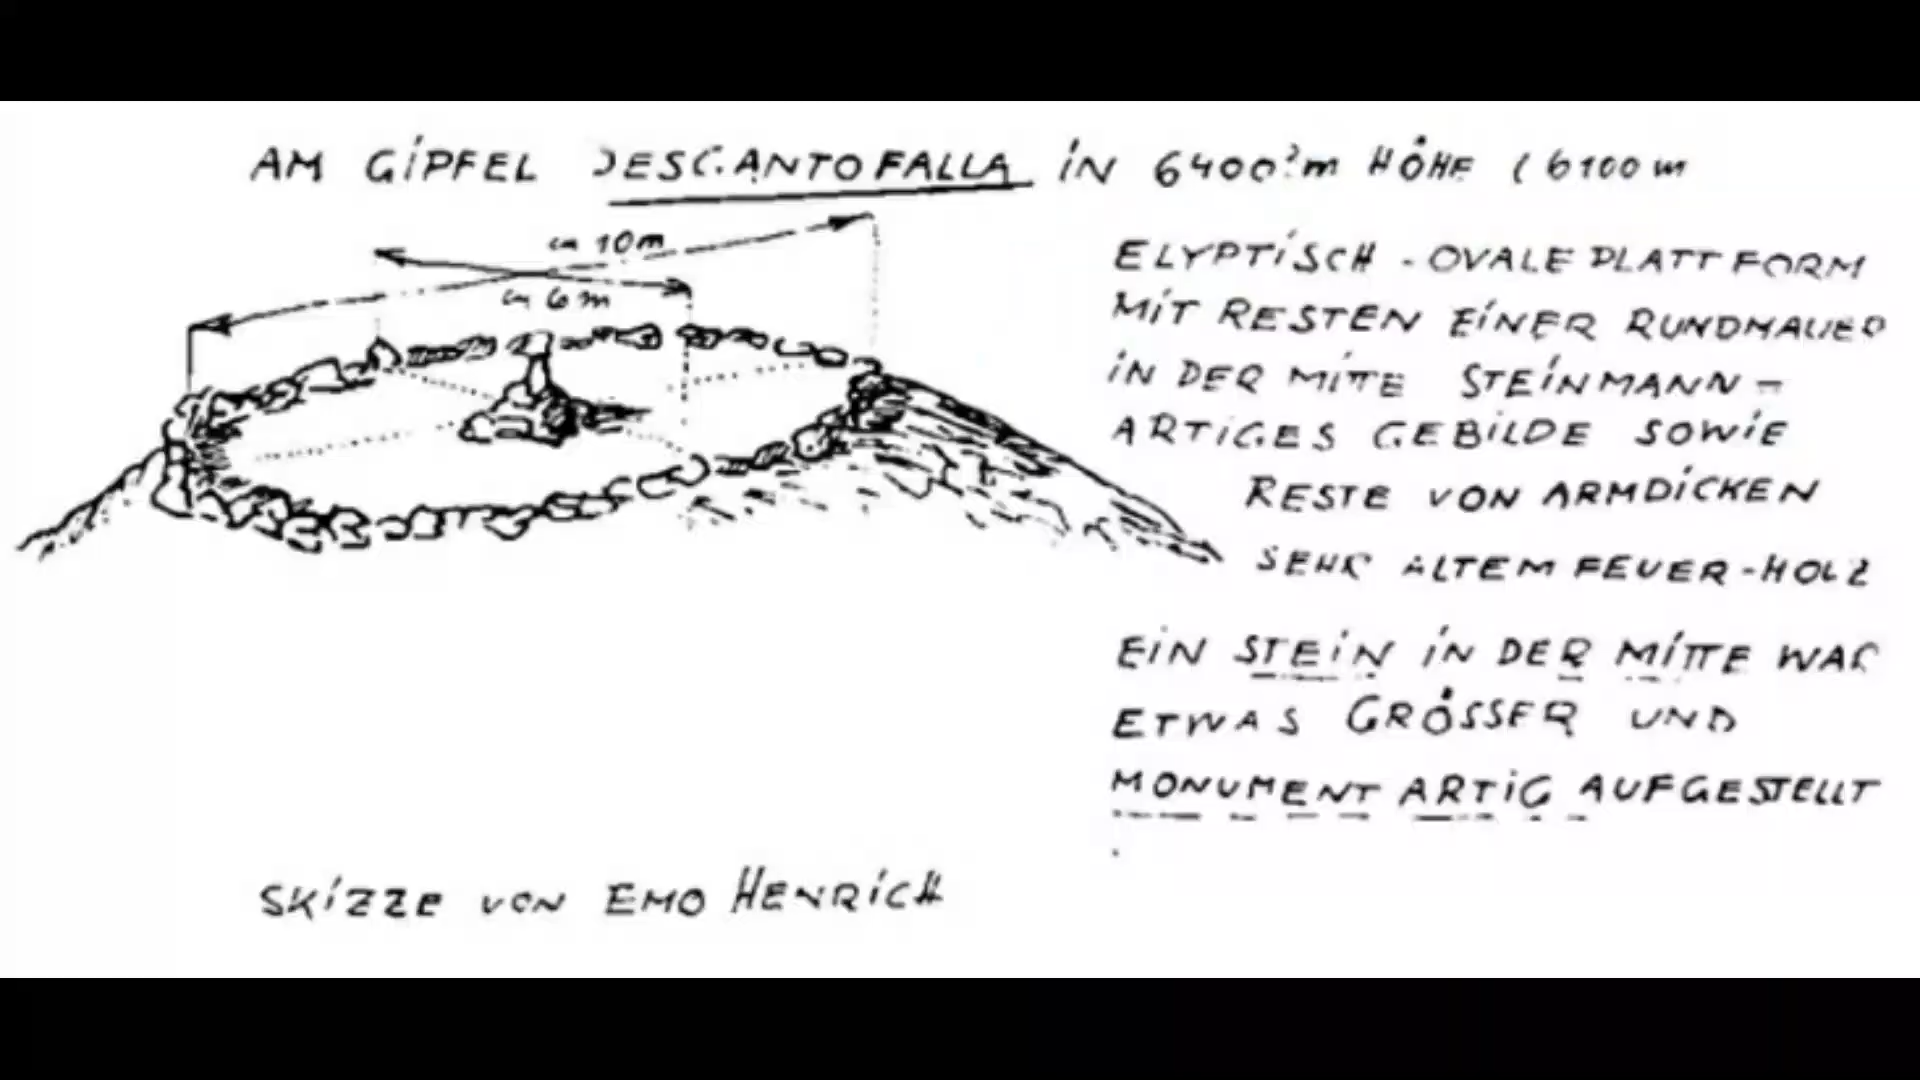 AM GIPFEL DES C.ANTOFALLA IN 6400?m HÖHE ( 6100 m
ca 10 m
ca 6 m
ELYPTISCH - OVALE PLATTFORM
MIT RESTEN EINER RUNDMAUER
IN DER MITTE STEINMANN -
ARTIGES GEBILDE SOWIE
RESTE VON ARMDICKEN
SEHR ALTEM FEUER-HOLZ
EIN STEIN IN DER MITTE WAR
ETWAS GRÖSSER UND
MONUMENT ARTIG AUFGESTELLT
SKIZZE VON EMO HENRICH